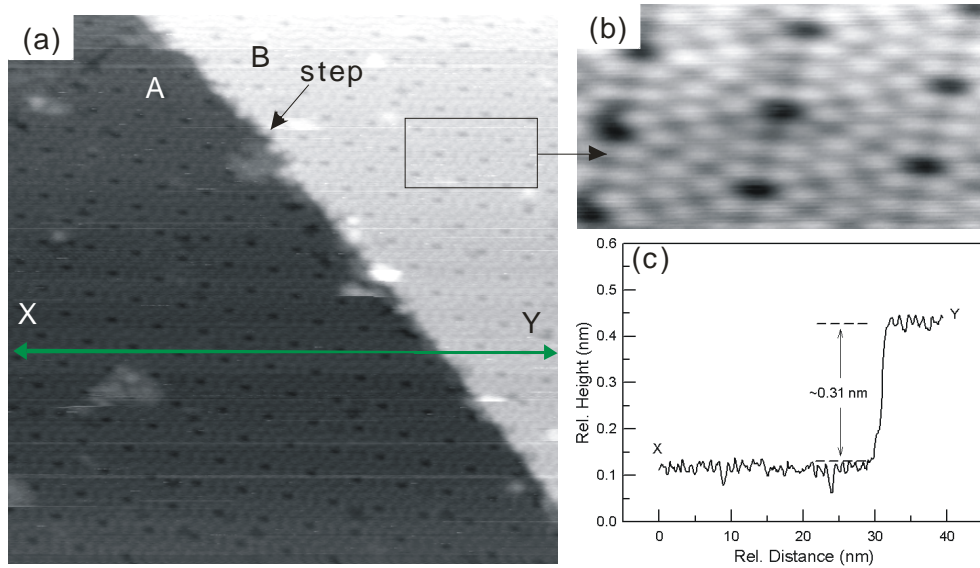 (a)
A
B
step
X
Y
(b)
(c)
0.6
0.5
0.4
0.3
0.2
0.1
0.0
Rel. Height (nm)
X
Y
~0.31 nm
0
10
20
30
40
Rel. Distance (nm)